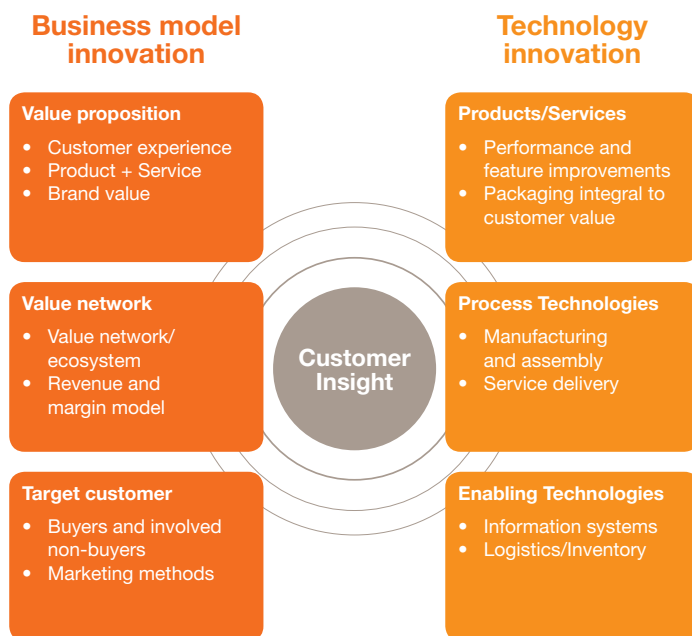 Business model
innovation
Value proposition
• Customer experience
• Product + Service
• Brand value
Value network
• Value network/
ecosystem
• Revenue and
margin model
Target customer
• Buyers and involved
non-buyers
• Marketing methods
Customer
Insight
Technology
innovation
Products/Services
• Performance and
feature improvements
• Packaging integral to
customer value
Process Technologies
• Manufacturing
and assembly
• Service delivery
Enabling Technologies
• Information systems
• Logistics/Inventory